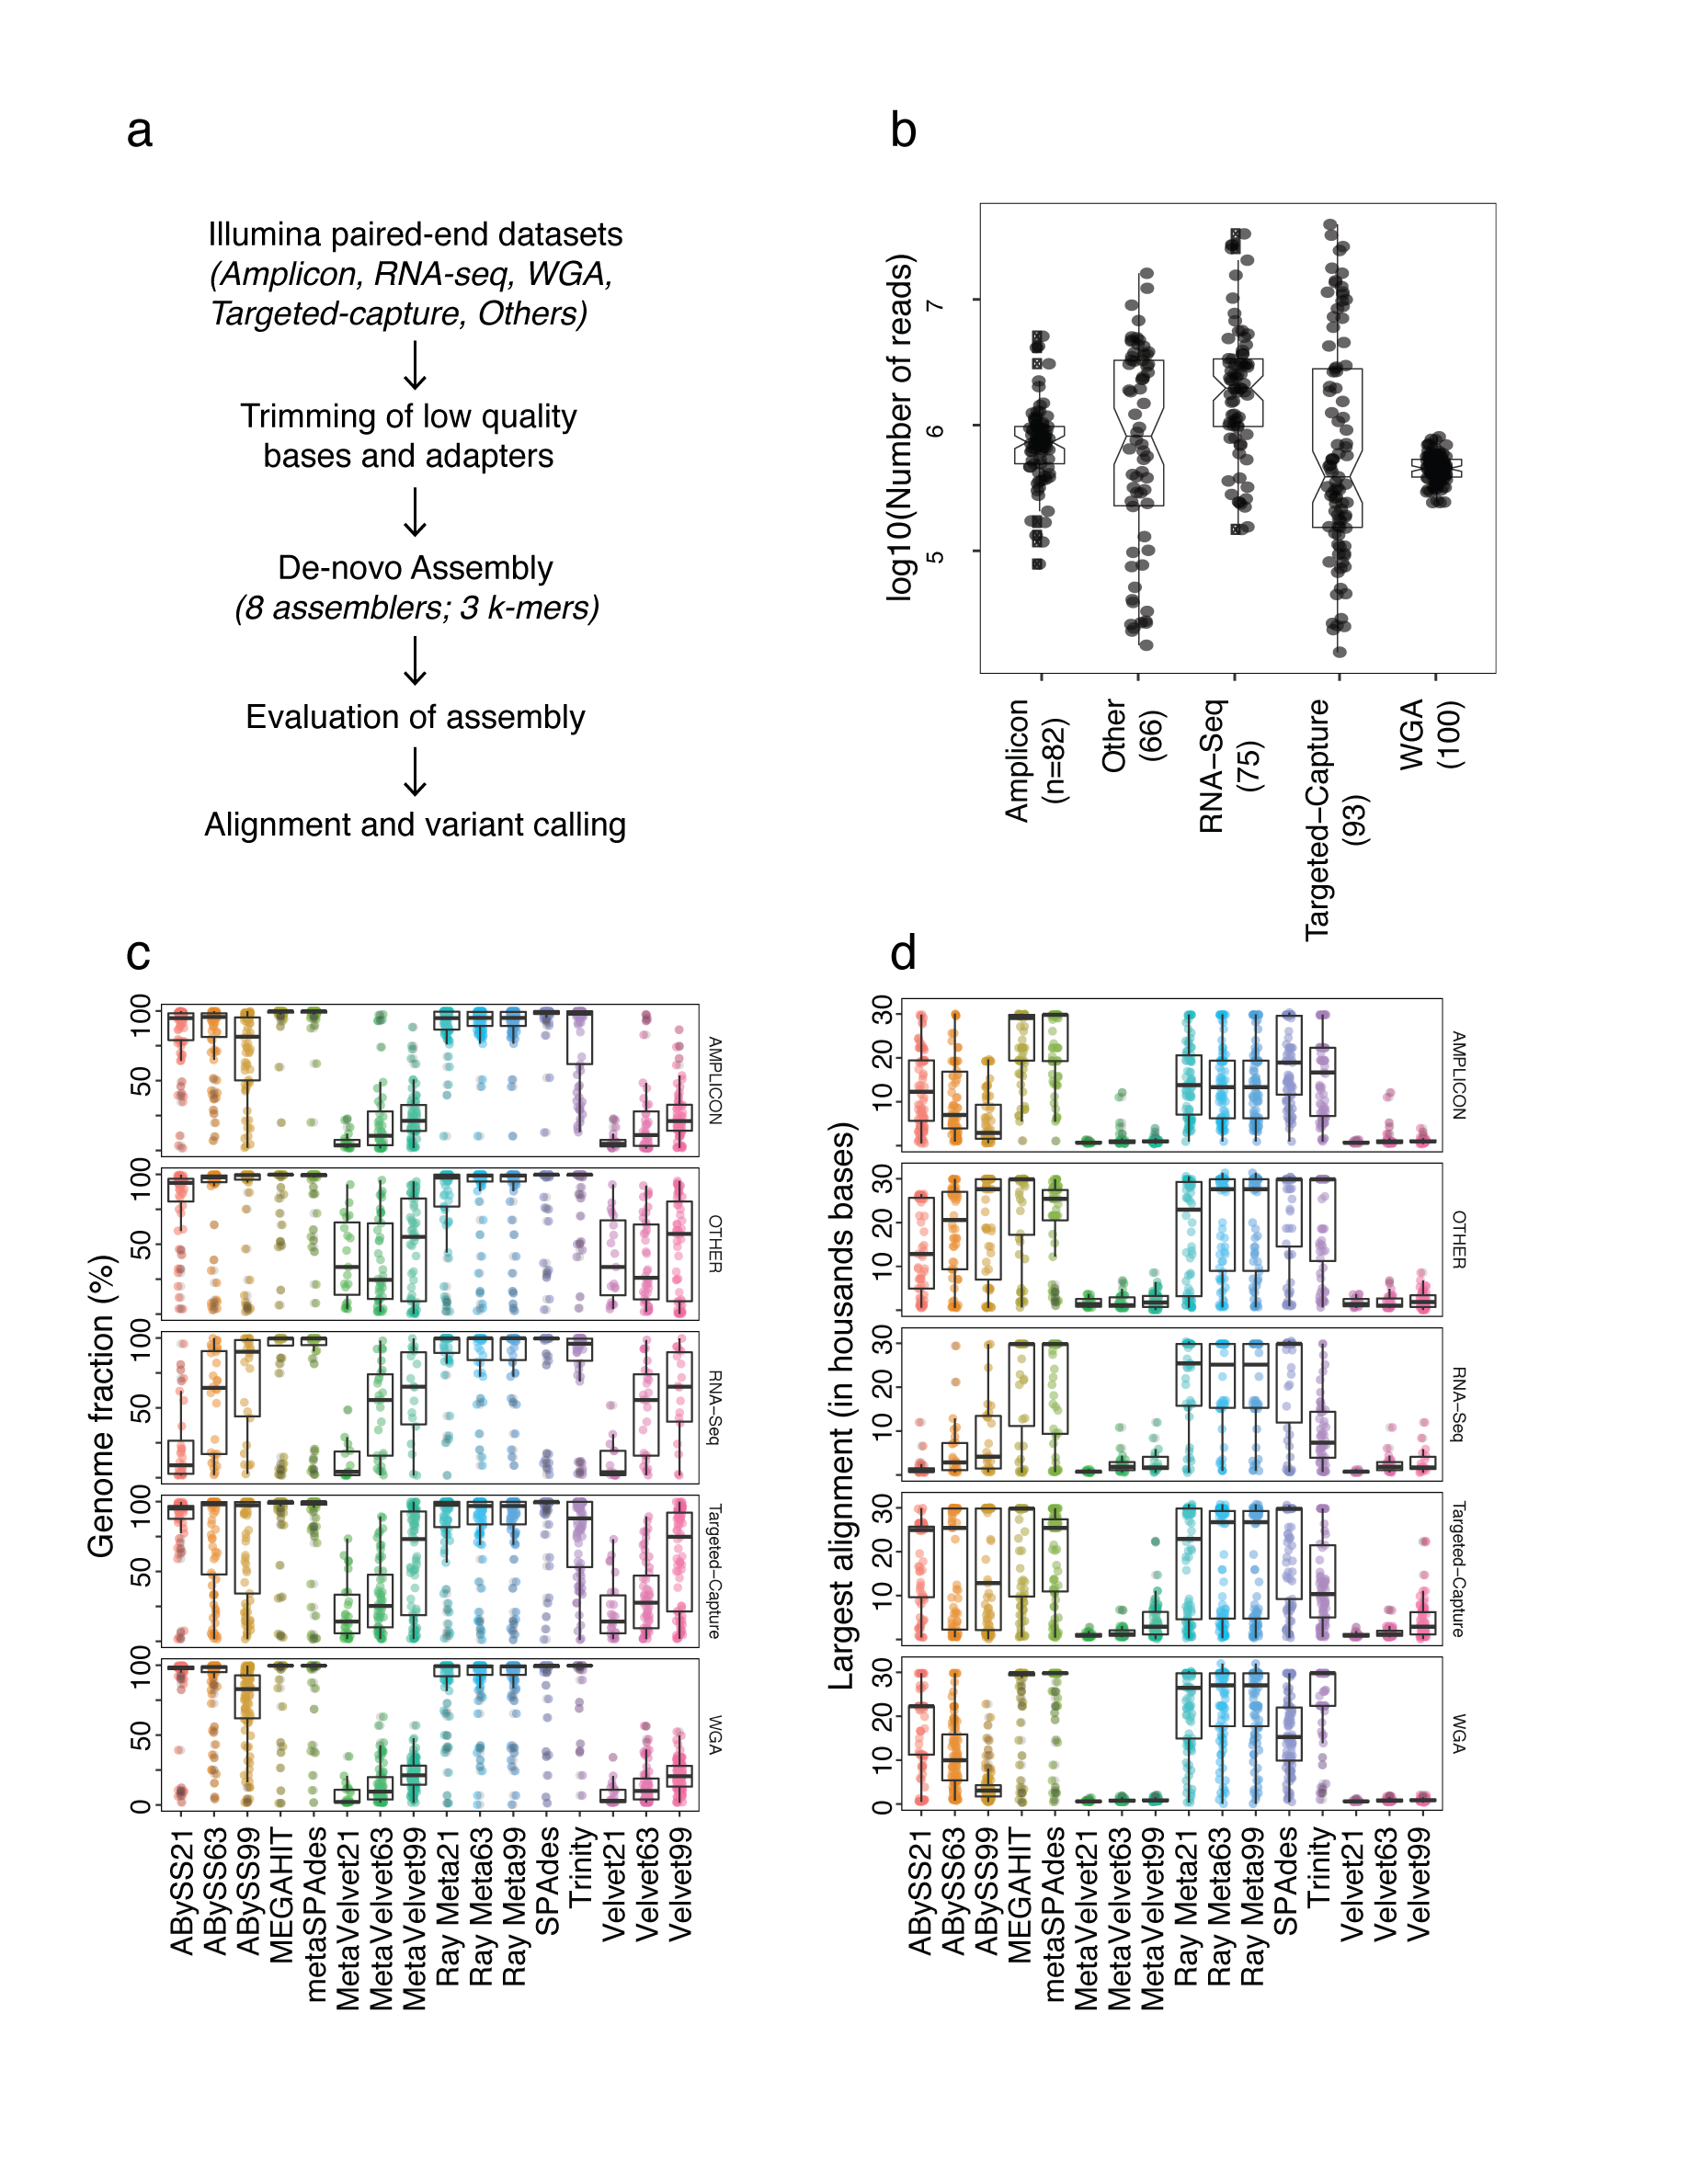 a
Illumina paired-end datasets
(Amplicon, RNA-seq, WGA,
Targeted-capture, Others)
Trimming of low quality
bases and adapters
De-novo Assembly
(8 assemblers; 3 k-mers)
Evaluation of assembly
Alignment and variant calling
b
log10(Number of reads)
7
6
5
Amplicon
(n=82)
Other
(66)
RNA−Seq
(75)
Targeted−Capture
(93)
WGA
(100)
c
Genome fraction (%)
100
50
AMPLICON
100
50
OTHER
100
50
RNA−Seq
100
50
Targeted−Capture
100
50
0
WGA
ABySS21
ABySS63
ABySS99
MEGAHIT
metaSPAdes
MetaVelvet21
MetaVelvet63
MetaVelvet99
Ray Meta21
Ray Meta63
Ray Meta99
SPAdes
Trinity
Velvet21
Velvet63
Velvet99
d
Largest alignment (in housands bases)
30
20
10
AMPLICON
30
20
10
OTHER
30
20
10
RNA−Seq
30
20
10
Targeted−Capture
30
20
10
0
WGA
ABySS21
ABySS63
ABySS99
MEGAHIT
metaSPAdes
MetaVelvet21
MetaVelvet63
MetaVelvet99
Ray Meta21
Ray Meta63
Ray Meta99
SPAdes
Trinity
Velvet21
Velvet63
Velvet99